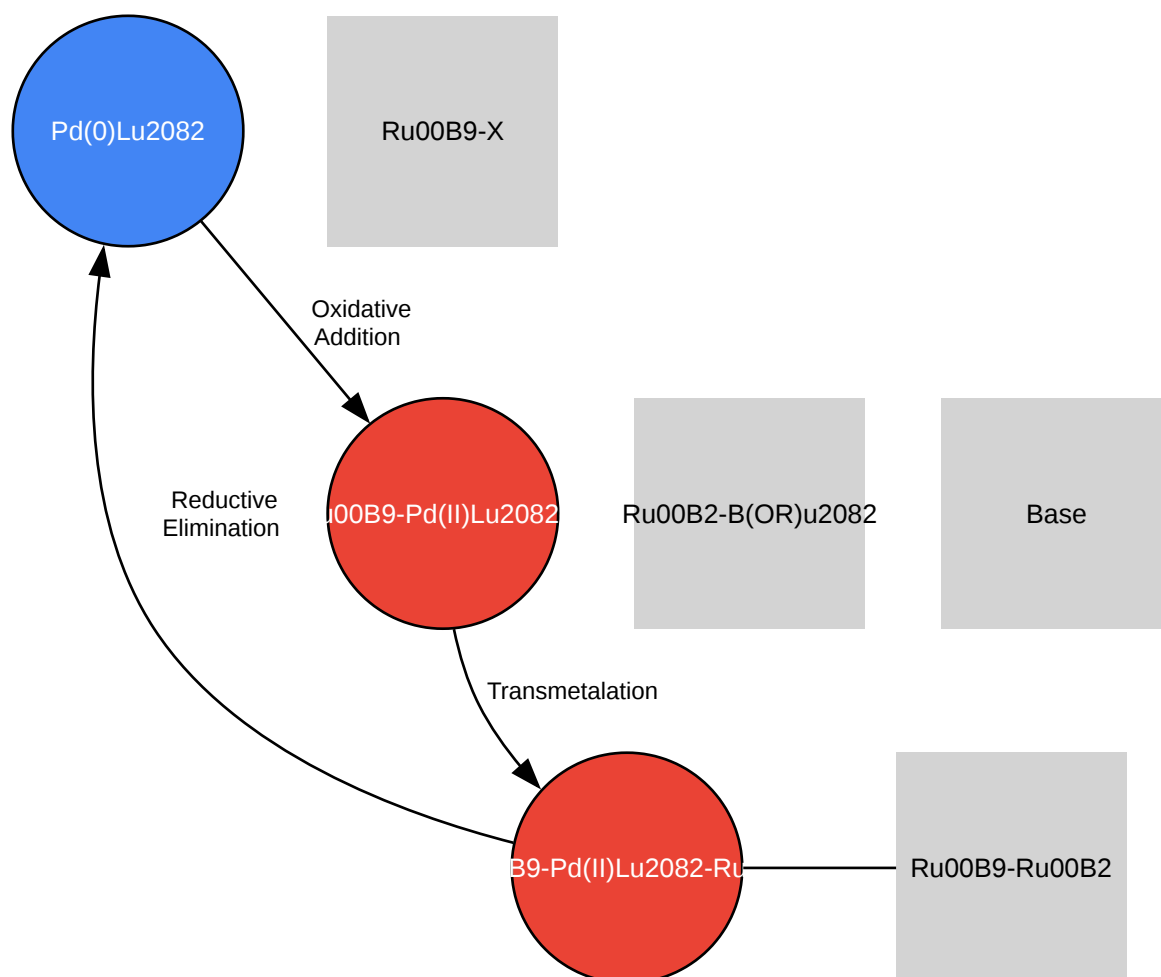 Pd(0)Lu2082
Ru00B9-X
Oxidative
Addition
Reductive
Elimination
u00B9-Pd(II)Lu2082
Ru00B2-B(OR)u2082
Base
Transmetalation
B9-Pd(II)Lu2082-Ru
Ru00B9-Ru00B2